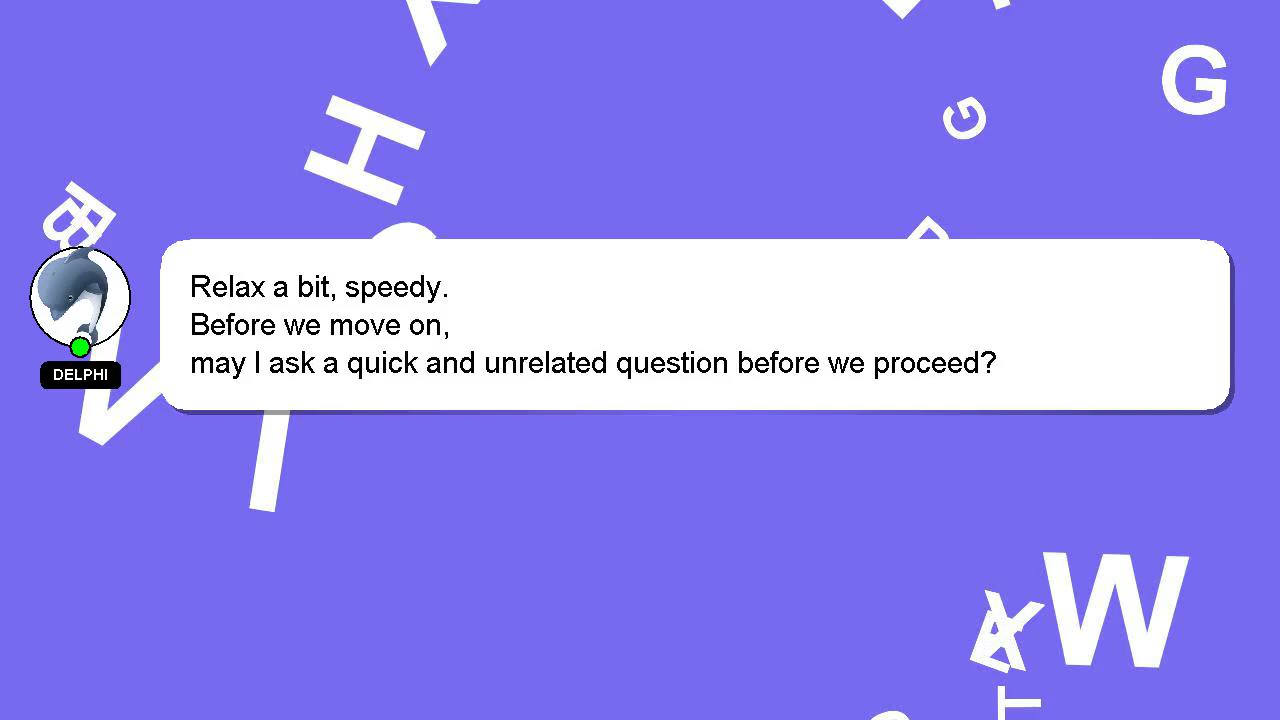 G
H
G
R
B
Relax a bit, speedy.
Before we move on,
may I ask a quick and unrelated question before we proceed?
DELPHI
W
X
T